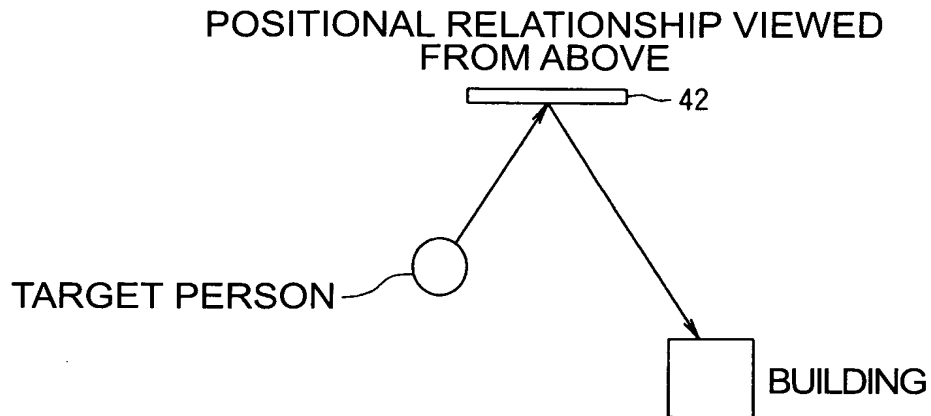 POSITIONAL RELATIONSHIP VIEWED
FROM ABOVE
42
TARGET PERSON
BUILDING